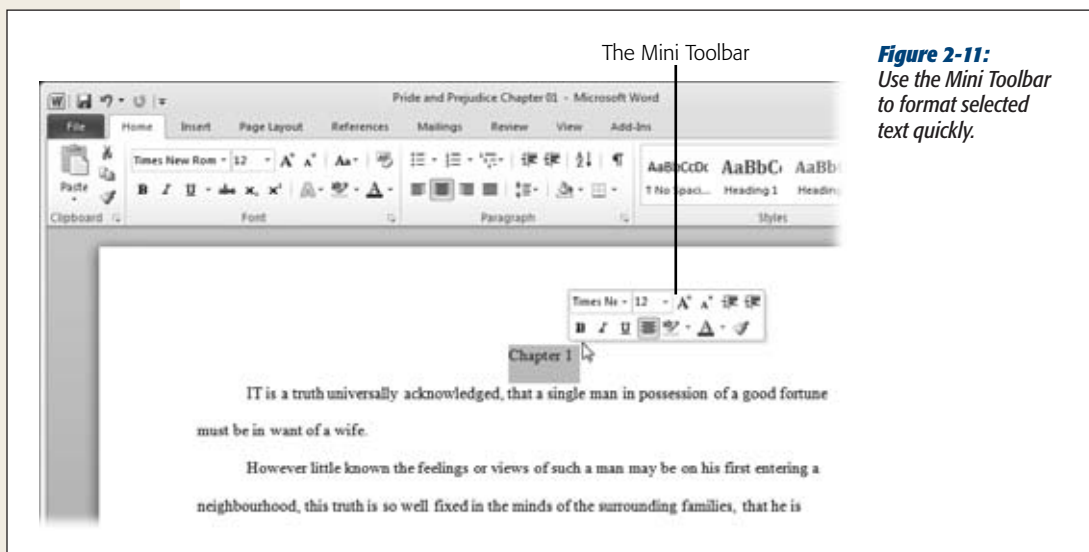 The Mini Toolbar
Figure 2-11:
Use the Mini Toolbar
to format selected
text quickly.
Pride and Prejudice Chapter 01 - Microsoft Word
File Home Insert Page Layout References Mailings Review View Add-Ins
Times New Rom 12 A A Aa
AaBbCcDc AaBbC AaBb
Paste
B I U abc x, x' A A
¶ No Spaci... Heading 1 Heading
Clipboard Font Paragraph Styles
Times Ne 12 A A
B I U A
Chapter 1
IT is a truth universally acknowledged, that a single man in possession of a good fortune
must be in want of a wife.
However little known the feelings or views of such a man may be on his first entering a
neighbourhood, this truth is so well fixed in the minds of the surrounding families, that he is